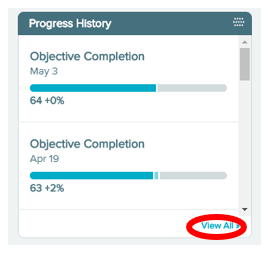 Progress History
Objective Completion
May 3
64 +0%
Objective Completion
Apr 19
63 +2%
View All »